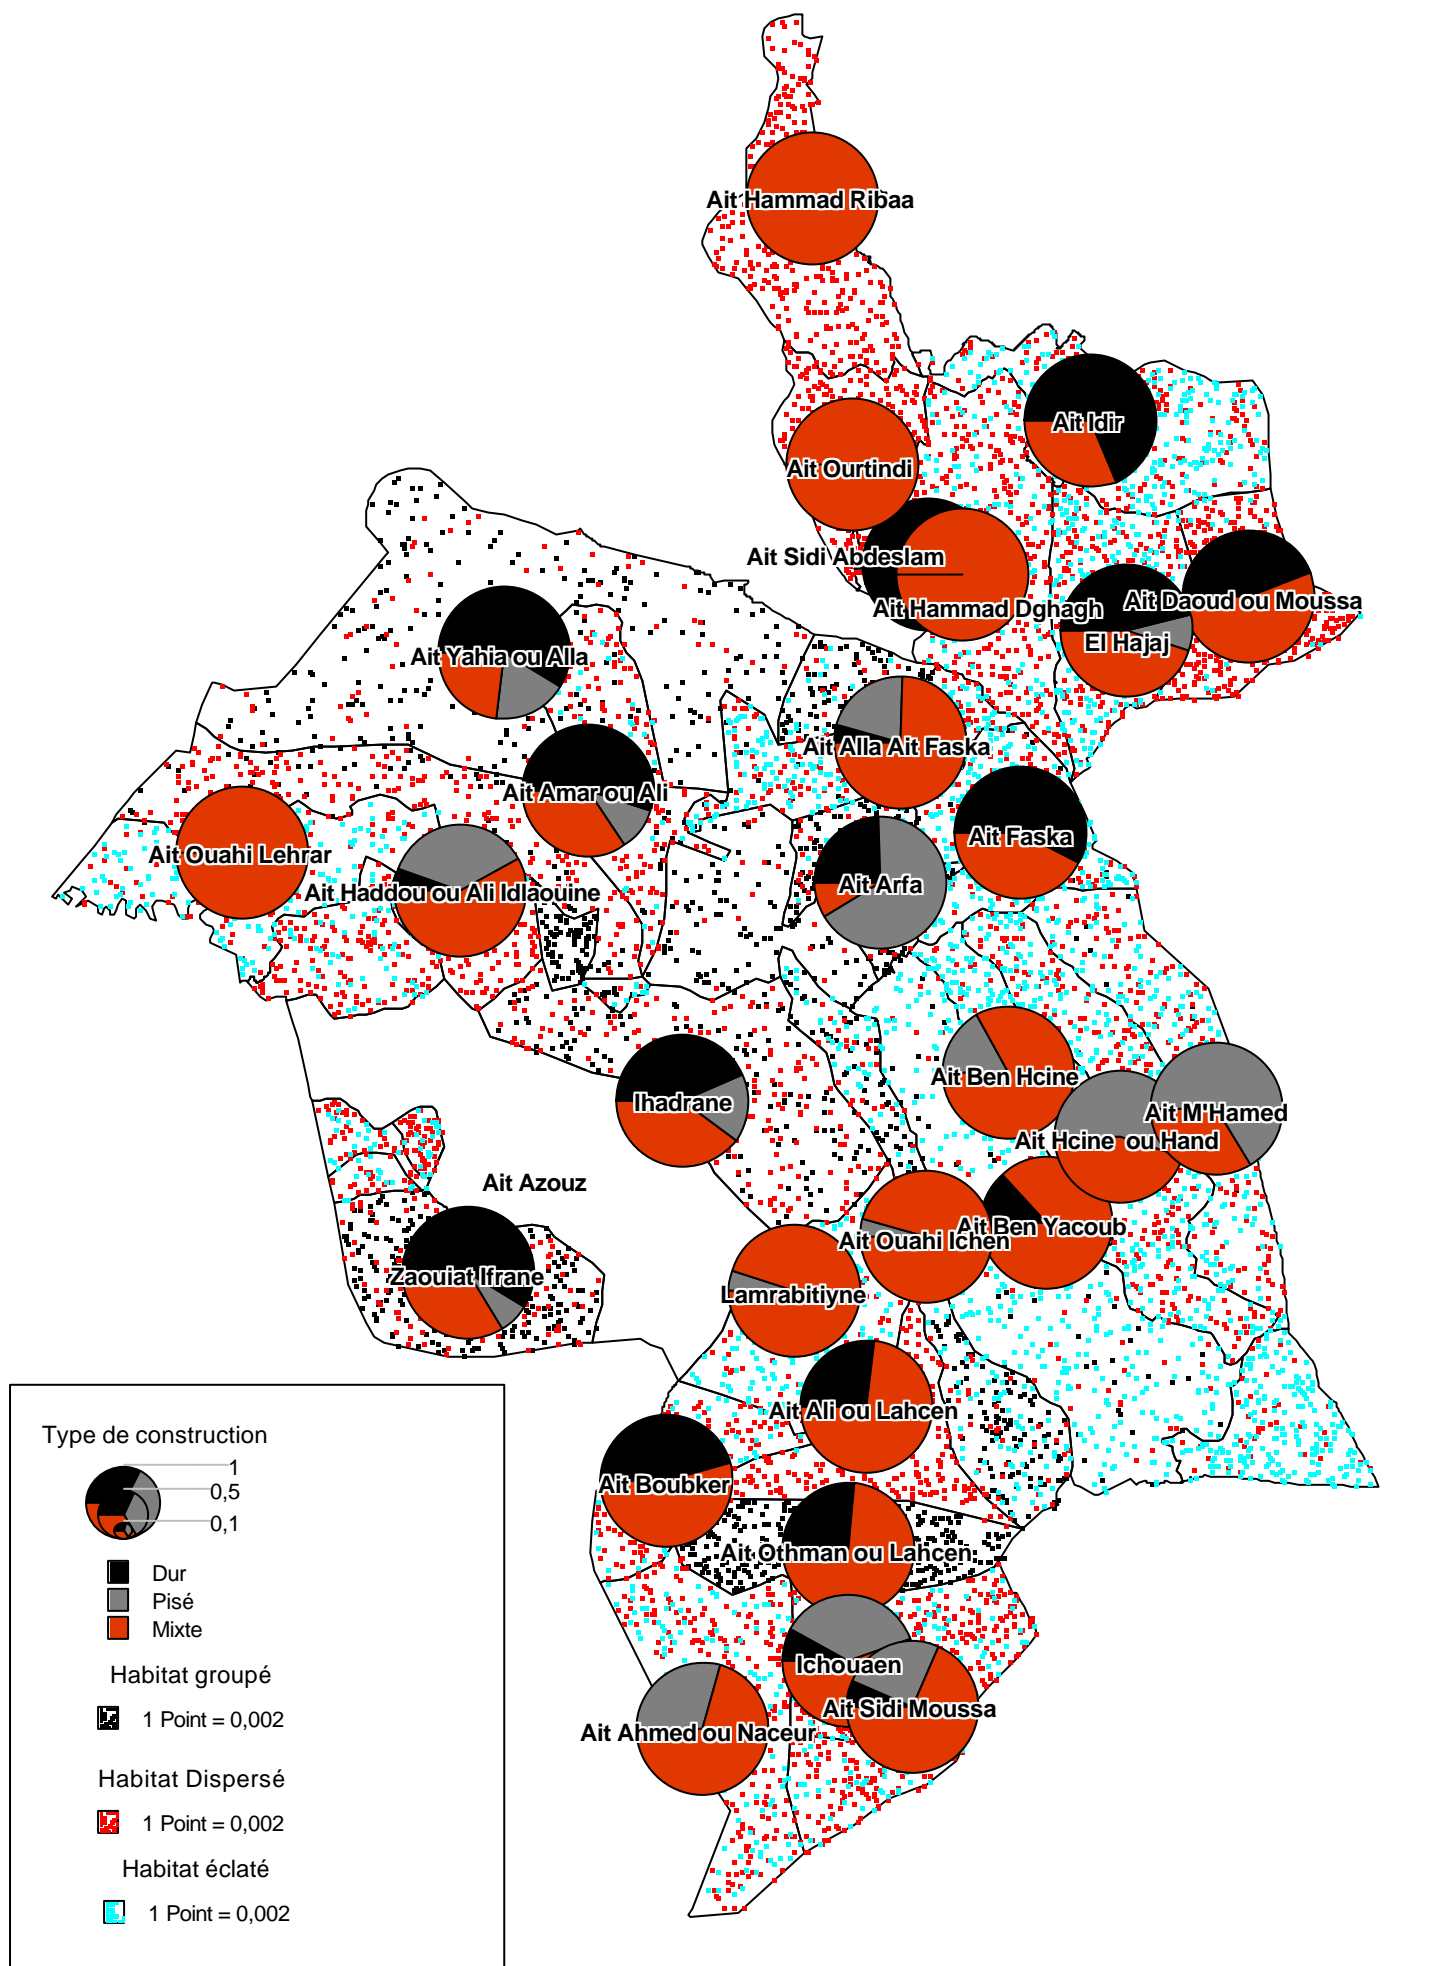 Ait Hammad Ribaa
Ait Idir
Ait Ourtindi
Ait Sidi Abdeslam
Ait Hammad Dghagh
Ait Daoud ou Moussa
El Hajaj
Ait Yahia ou Alla
Ait Alla Ait Faska
Ait Amar ou Ali
Ait Faska
Ait Ouahi Lehrar
Ait Haddou ou Ali Idlaouine
Ait Arfa
Ait Ben Hcine
Ihadrane
Ait M'Hamed
Ait Hcine ou Hand
Ait Azouz
Ait Ben Yacoub
Ait Ouahi Ichen
Zaouiat Ifrane
Lamrabitiyne
Ait Ali ou Lahcen
Ait Boubker
Ait Othman ou Lahcen
Ichouaen
Ait Sidi Moussa
Ait Ahmed ou Naceur
Type de construction
1
0,5
0,1
Dur
Pisé
Mixte
Habitat groupé
1 Point = 0,002
Habitat Dispersé
1 Point = 0,002
Habitat éclaté
1 Point = 0,002